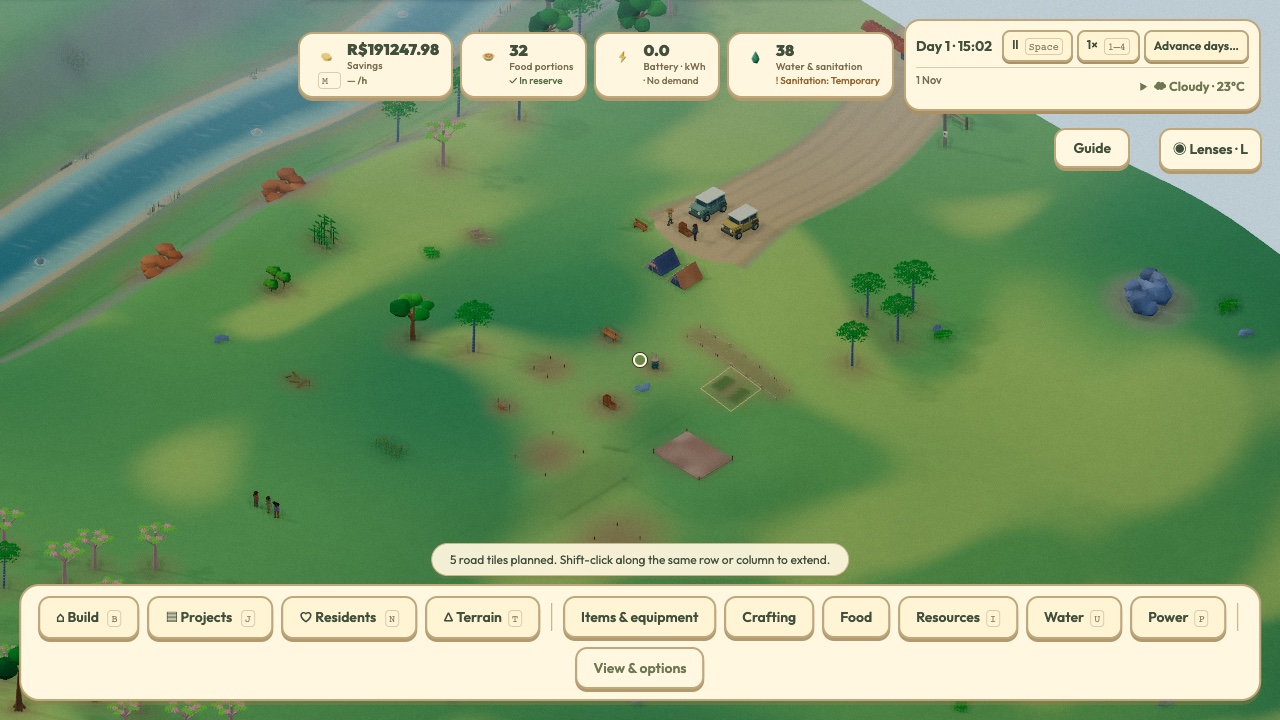 R$191247.98
Savings
M — /h
32
Food portions
✓ In reserve
0.0
Battery · kWh
· No demand
38
Water & sanitation
! Sanitation: Temporary
Day 1 · 15:02
II Space
1× 1–4
Advance days...
1 Nov
▶ Cloudy · 23°C
Guide
◉ Lenses · L
5 road tiles planned. Shift-click along the same row or column to extend.
⌂ Build B
▤ Projects J
♡ Residents N
△ Terrain T
Items & equipment
Crafting
Food
Resources I
Water U
Power P
View & options